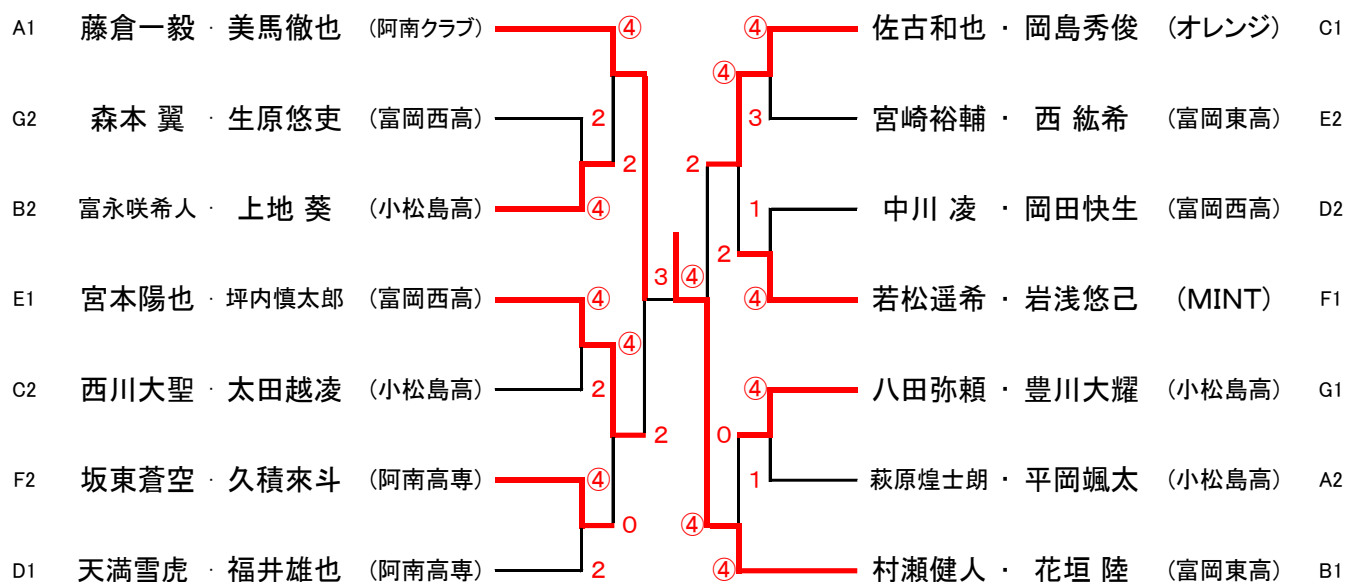 A1 藤倉一毅 ・ 美馬徹也 (阿南クラブ) ④ ④ 佐古和也 ・ 岡島秀俊 (オレンジ) C1
④
G2 森本 翼 ・ 生原悠吏 (富岡西高) 2 3 宮崎裕輔 ・ 西 紘希 (富岡東高) E2
2 2
B2 富永咲希人 ・ 上地 葵 (小松島高) ④ 1 中川 凌 ・ 岡田快生 (富岡西高) D2
2
3 ④
E1 宮本陽也 ・ 坪内慎太郎 (富岡西高) ④ ④ 若松遥希 ・ 岩浅悠己 (MINT) F1
④
C2 西川大聖 ・ 太田越凌 (小松島高) 2 ④ 八田弥頼 ・ 豊川大耀 (小松島高) G1
2 0
F2 坂東蒼空 ・ 久積來斗 (阿南高専) ④ 1 萩原煌士朗 ・ 平岡颯太 (小松島高) A2
0 ④
D1 天満雪虎 ・ 福井雄也 (阿南高専) 2 ④ 村瀬健人 ・ 花垣 陸 (富岡東高) B1